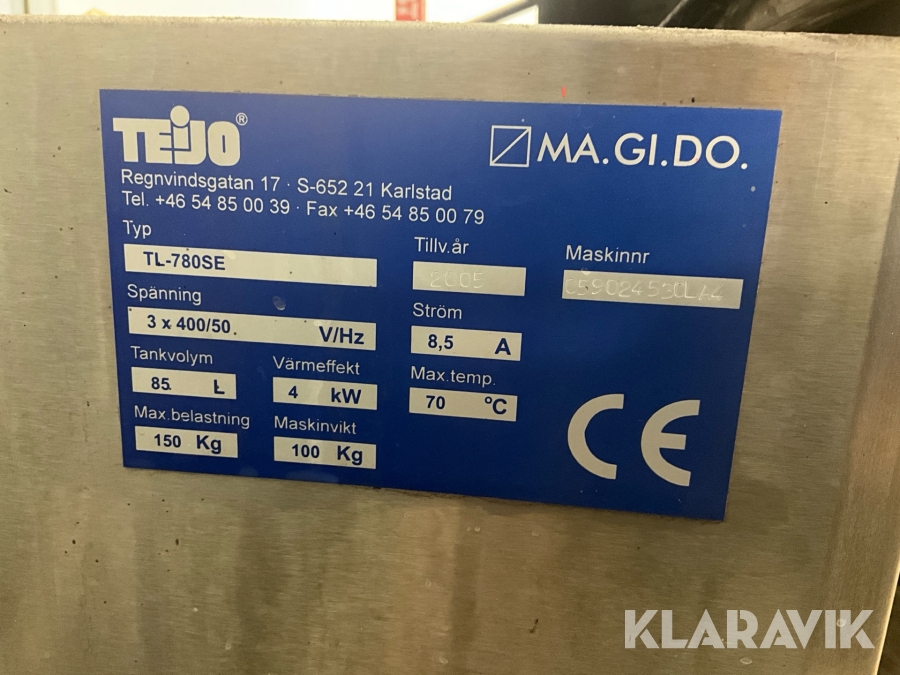 TEIJO®
MA.GI.DO.
Regnvindsgatan 17 · S-652 21 Karlstad
Tel. +46 54 85 00 39 · Fax +46 54 85 00 79
Typ
TL-780SE
Tillv.år
2005
Maskinnr
Spänning
3 x 400/50 V/Hz
Ström
8,5 A
Tankvolym
85 Ł
Värmeffekt
4 kW
Max.temp.
70 °C
Max.belastning
150 Kg
Maskinvikt
100 Kg
CE
KLARAVIK